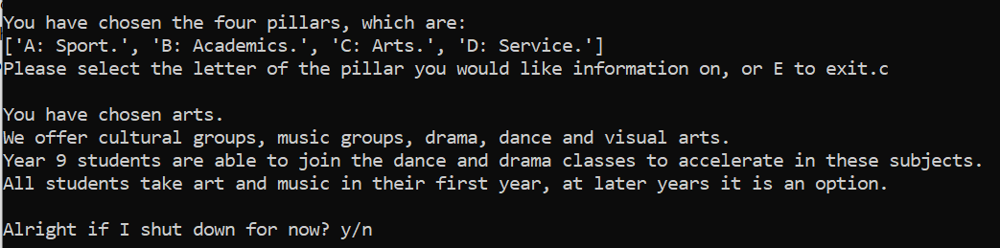 You have chosen the four pillars, which are:
['A: Sport.', 'B: Academics.', 'C: Arts.', 'D: Service.']
Please select the letter of the pillar you would like information on, or E to exit.c
You have chosen arts.
We offer cultural groups, music groups, drama, dance and visual arts.
Year 9 students are able to join the dance and drama classes to accelerate in these subjects.
All students take art and music in their first year, at later years it is an option.
Alright if I shut down for now? y/n